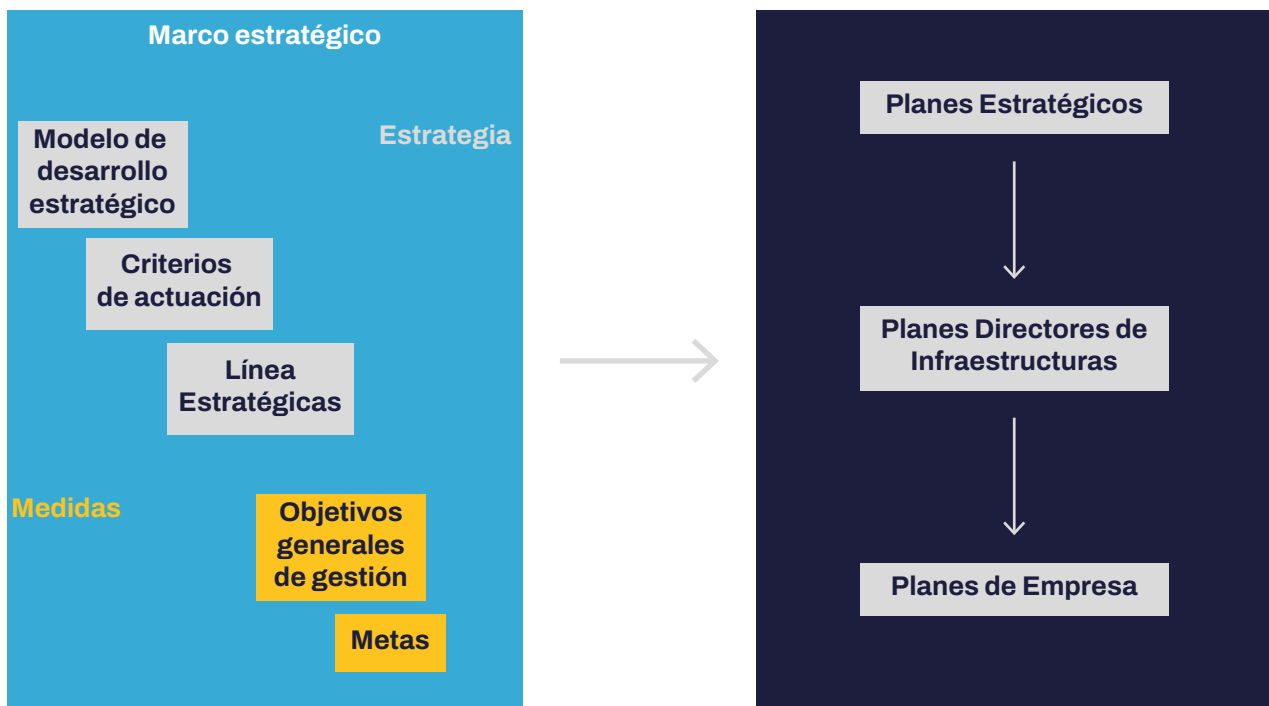 Marco estratégico
Estrategia
Modelo de
desarrollo
estratégico
Criterios
de actuación
Línea
Estratégicas
Medidas
Objetivos
generales
de gestión
Metas
Planes Estratégicos
Planes Directores de
Infraestructuras
Planes de Empresa